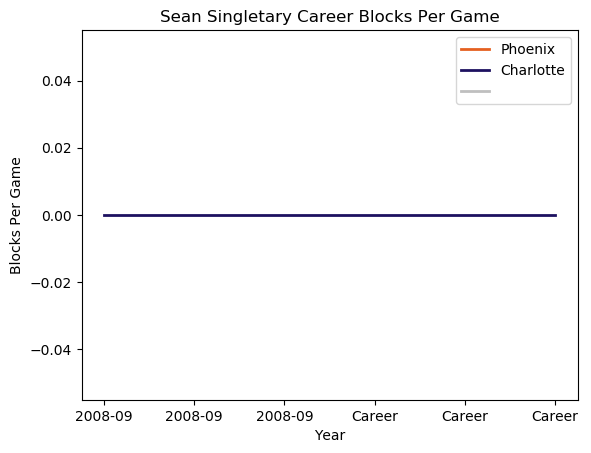 Sean Singletary Career Blocks Per Game
Phoenix
Charlotte
Blocks Per Game
0.04
0.02
0.00
−0.02
−0.04
2008-09 2008-09 2008-09 Career Career Career
Year